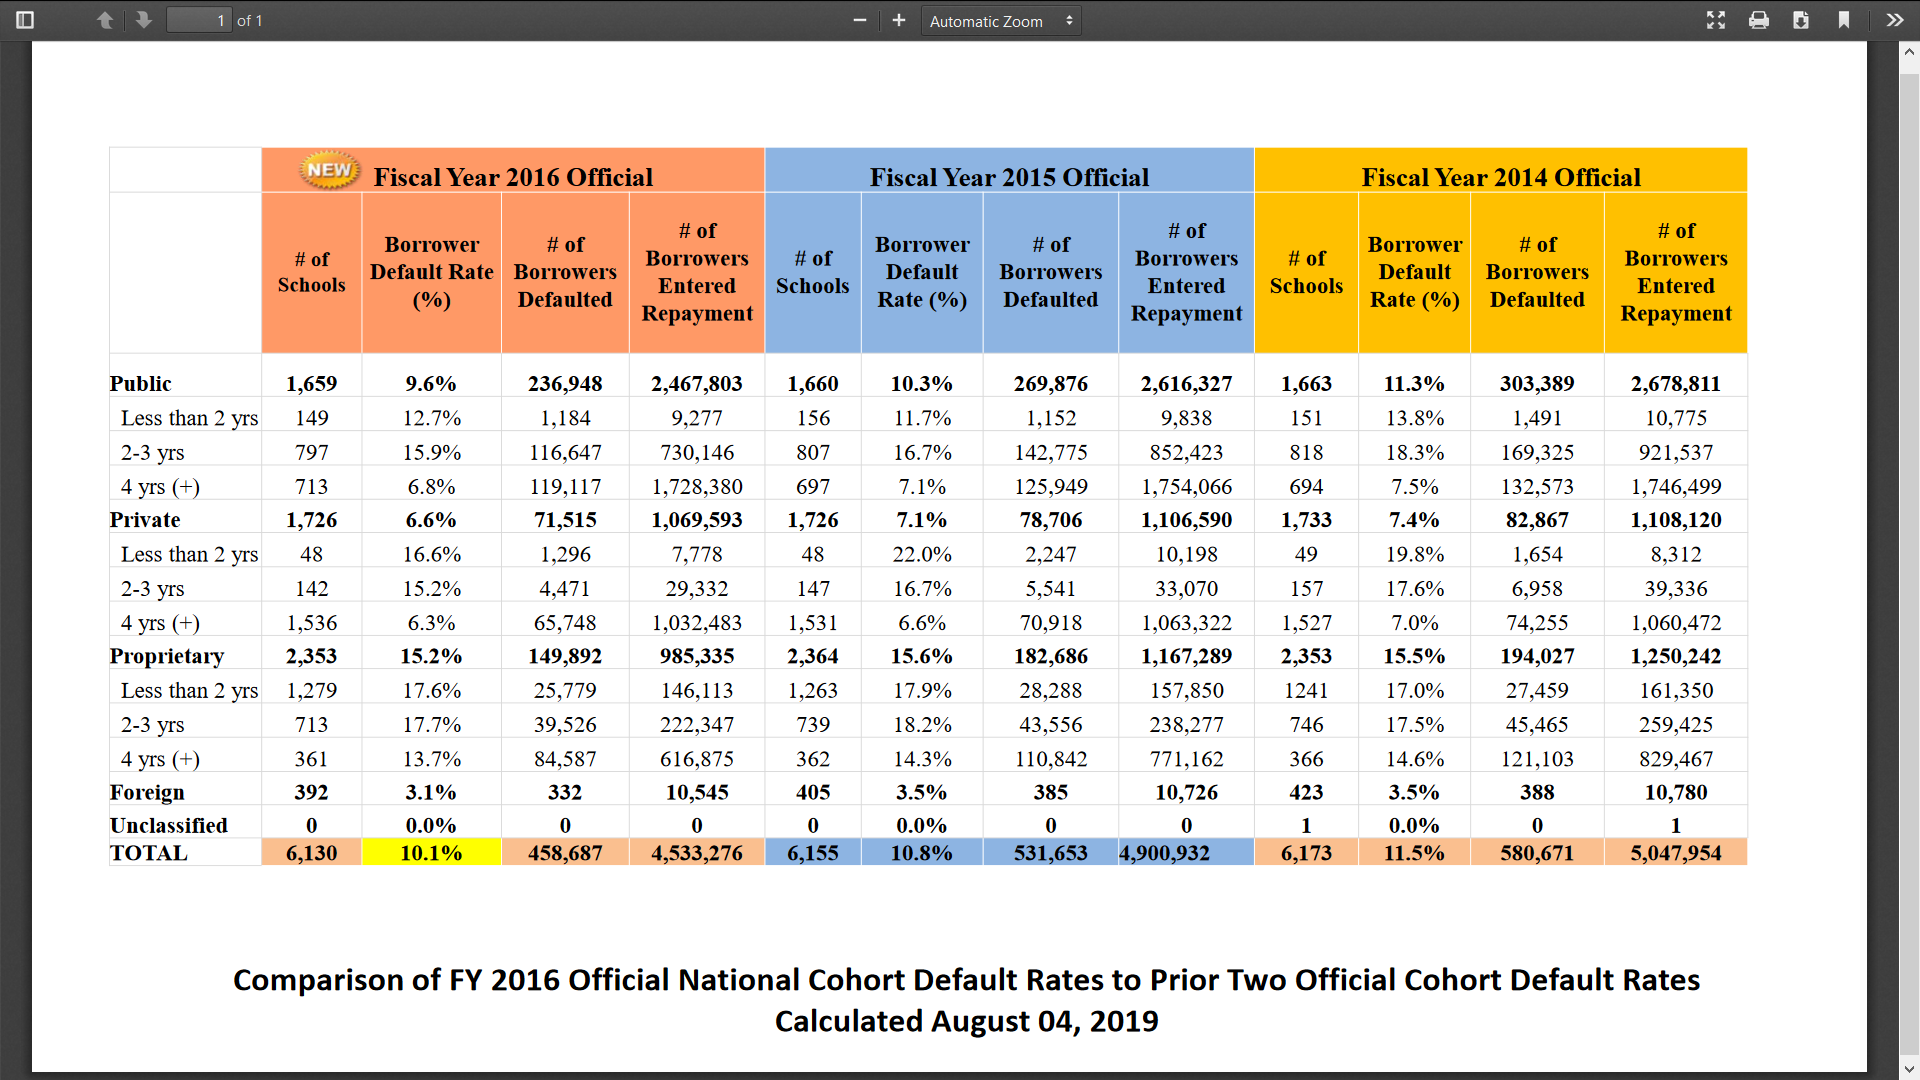 1 of 1 Automatic Zoom
NEW Fiscal Year 2016 Official Fiscal Year 2015 Official Fiscal Year 2014 Official
# of Schools Borrower Default Rate (%) # of Borrowers Defaulted # of Borrowers Entered Repayment # of Schools Borrower Default Rate (%) # of Borrowers Defaulted # of Borrowers Entered Repayment # of Schools Borrower Default Rate (%) # of Borrowers Defaulted # of Borrowers Entered Repayment
Public 1,659 9.6% 236,948 2,467,803 1,660 10.3% 269,876 2,616,327 1,663 11.3% 303,389 2,678,811
Less than 2 yrs 149 12.7% 1,184 9,277 156 11.7% 1,152 9,838 151 13.8% 1,491 10,775
2-3 yrs 797 15.9% 116,647 730,146 807 16.7% 142,775 852,423 818 18.3% 169,325 921,537
4 yrs (+) 713 6.8% 119,117 1,728,380 697 7.1% 125,949 1,754,066 694 7.5% 132,573 1,746,499
Private 1,726 6.6% 71,515 1,069,593 1,726 7.1% 78,706 1,106,590 1,733 7.4% 82,867 1,108,120
Less than 2 yrs 48 16.6% 1,296 7,778 48 22.0% 2,247 10,198 49 19.8% 1,654 8,312
2-3 yrs 142 15.2% 4,471 29,332 147 16.7% 5,541 33,070 157 17.6% 6,958 39,336
4 yrs (+) 1,536 6.3% 65,748 1,032,483 1,531 6.6% 70,918 1,063,322 1,527 7.0% 74,255 1,060,472
Proprietary 2,353 15.2% 149,892 985,335 2,364 15.6% 182,686 1,167,289 2,353 15.5% 194,027 1,250,242
Less than 2 yrs 1,279 17.6% 25,779 146,113 1,263 17.9% 28,288 157,850 1241 17.0% 27,459 161,350
2-3 yrs 713 17.7% 39,526 222,347 739 18.2% 43,556 238,277 746 17.5% 45,465 259,425
4 yrs (+) 361 13.7% 84,587 616,875 362 14.3% 110,842 771,162 366 14.6% 121,103 829,467
Foreign 392 3.1% 332 10,545 405 3.5% 385 10,726 423 3.5% 388 10,780
Unclassified 0 0.0% 0 0 0 0.0% 0 0 1 0.0% 0 1
TOTAL 6,130 10.1% 458,687 4,533,276 6,155 10.8% 531,653 4,900,932 6,173 11.5% 580,671 5,047,954
Comparison of FY 2016 Official National Cohort Default Rates to Prior Two Official Cohort Default Rates
Calculated August 04, 2019